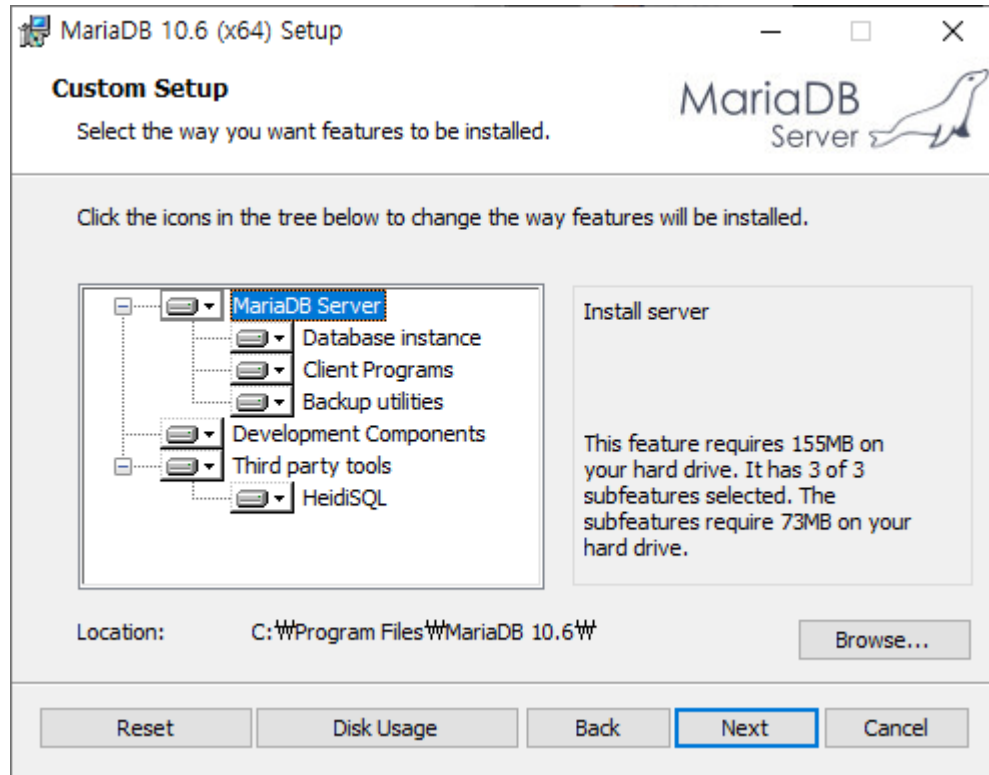 MariaDB 10.6 (x64) Setup
Custom Setup
Select the way you want features to be installed.
MariaDB
Server
Click the icons in the tree below to change the way features will be installed.
MariaDB Server
Database instance
Client Programs
Backup utilities
Development Components
Third party tools
HeidiSQL
Install server
This feature requires 155MB on
your hard drive. It has 3 of 3
subfeatures selected. The
subfeatures require 73MB on your
hard drive.
Location: C:₩Program Files₩MariaDB 10.6₩
Browse...
Reset Disk Usage Back Next Cancel